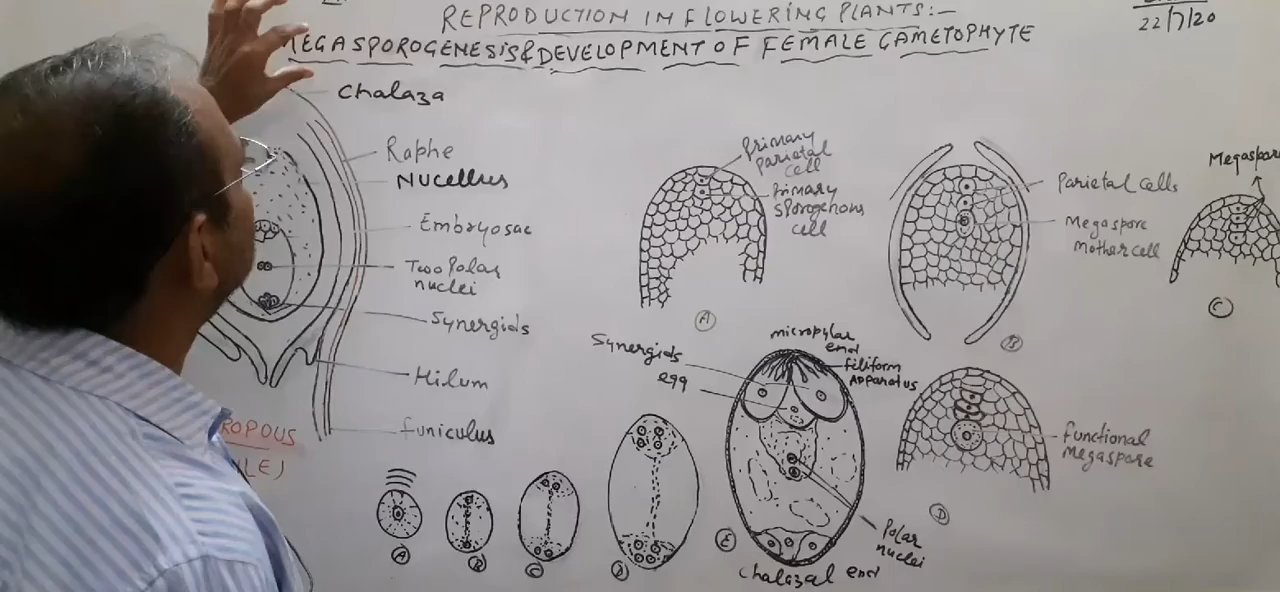 REPRODUCTION IN FLOWERING PLANTS:-
22/7/20
MEGASPOROGENESIS & DEVELOPMENT OF FEMALE GAMETOPHYTE
Chalaza
Raphe
Nucellus
Embryosac
Two Polar
nuclei
Synergids
Hilum
funiculus
ROPOUS
Primary
parietal
cell
Primary
sporogenous
cell
A
Parietal cells
Megaspore
mother cell
B
Megaspore
C
micropylar
end
Synergids
filiform
apparatus
egg
Polar
nuclei
Chalazal end
functional
megaspore
D
A
B
C
D
E